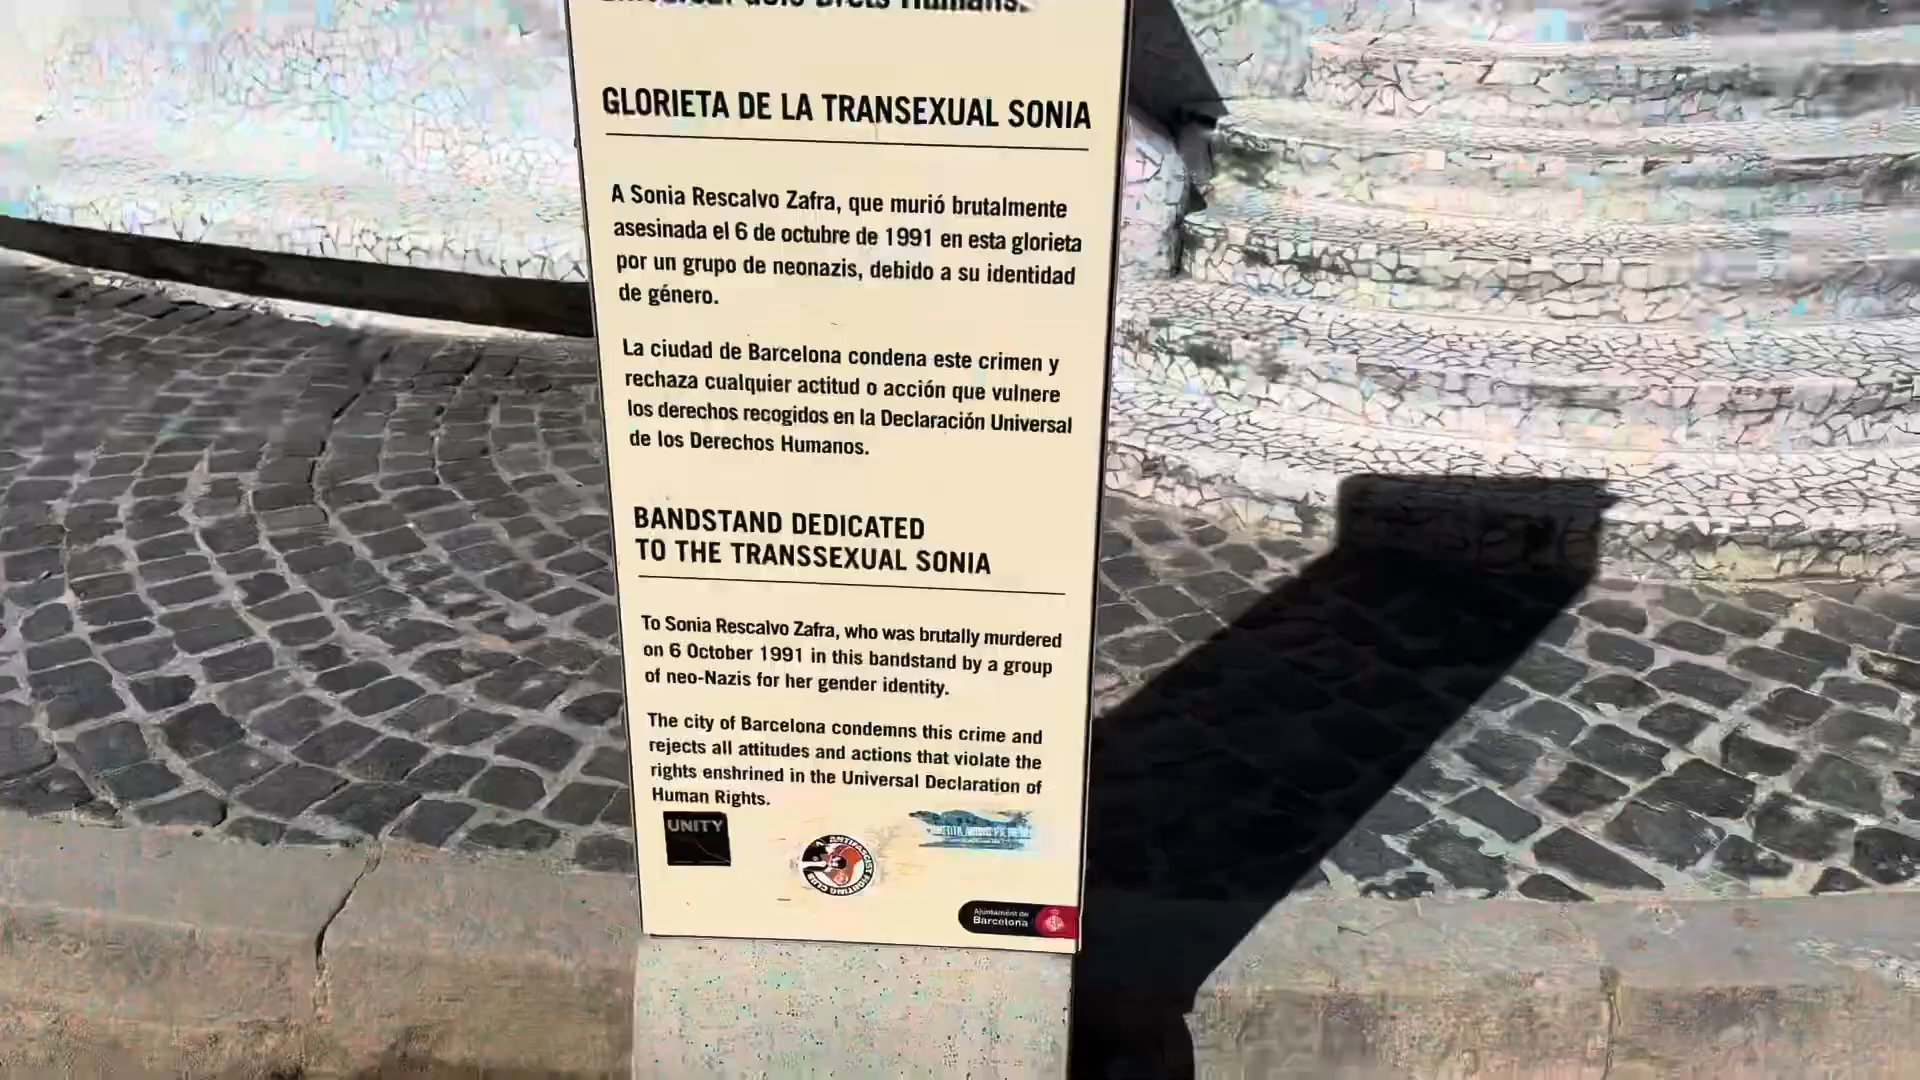 GLORIETA DE LA TRANSEXUAL SONIA
A Sonia Rescalvo Zafra, que murió brutalmente
asesinada el 6 de octubre de 1991 en esta glorieta
por un grupo de neonazis, debido a su identidad
de género.
La ciudad de Barcelona condena este crimen y
rechaza cualquier actitud o acción que vulnere
los derechos recogidos en la Declaración Universal
de los Derechos Humanos.
BANDSTAND DEDICATED
TO THE TRANSSEXUAL SONIA
To Sonia Rescalvo Zafra, who was brutally murdered
on 6 October 1991 in this bandstand by a group
of neo-Nazis for her gender identity.
The city of Barcelona condemns this crime and
rejects all attitudes and actions that violate the
rights enshrined in the Universal Declaration of
Human Rights.
UNITY
ANTIFASCIST
FIGHTING CLUB
Ajuntament de
Barcelona